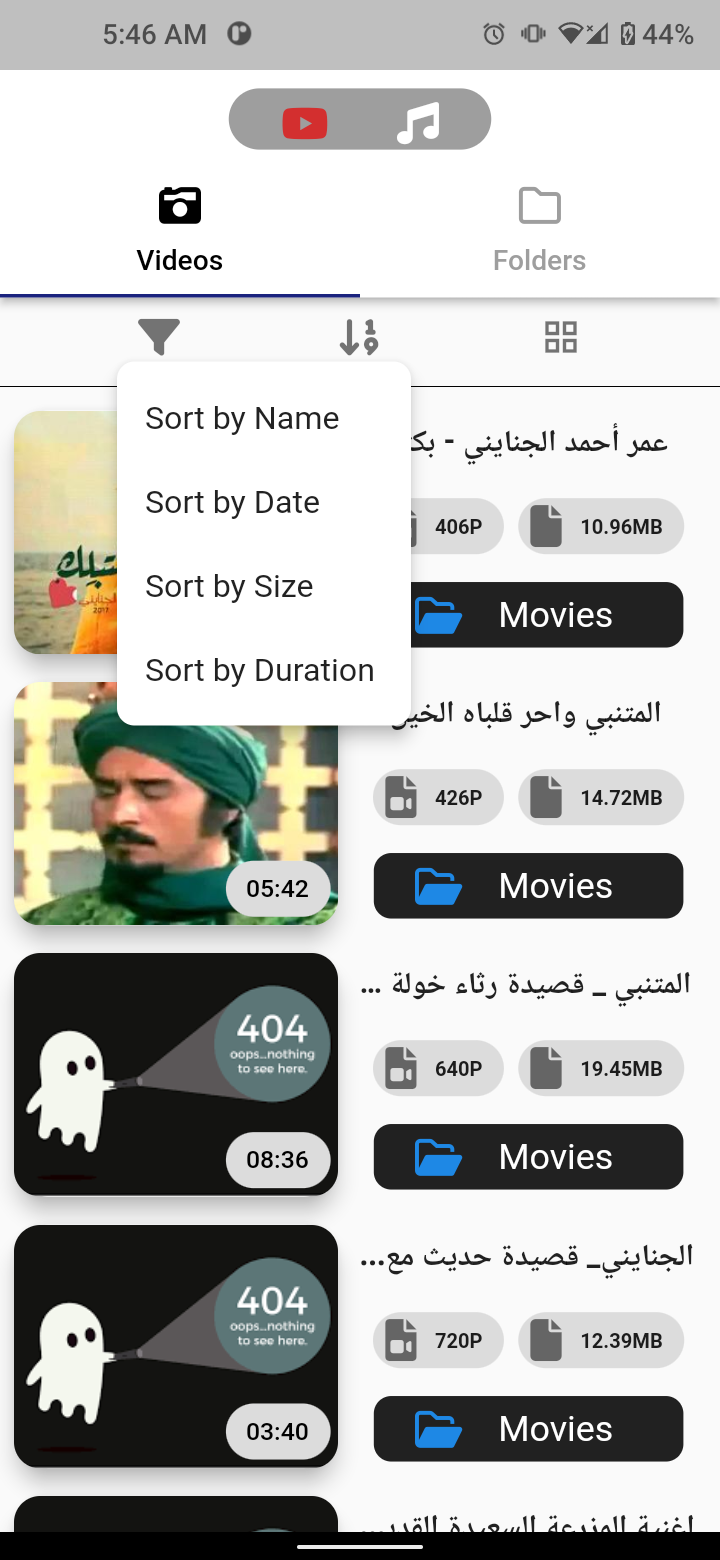 5:46 AM
44%
Videos
Folders
Sort by Name
Sort by Date
Sort by Size
Sort by Duration
عمر أحمد الجنايني - بكت
406P
10.96MB
Movies
2017
المتنبي واحر قلباه الخير
426P
14.72MB
05:42
Movies
المتنبي _ قصيدة رثاء خولة ...
404
oops...nothing
to see here.
640P
19.45MB
08:36
Movies
الجنايني_ قصيدة حديث مع...
404
oops...nothing
to see here.
720P
12.39MB
03:40
Movies